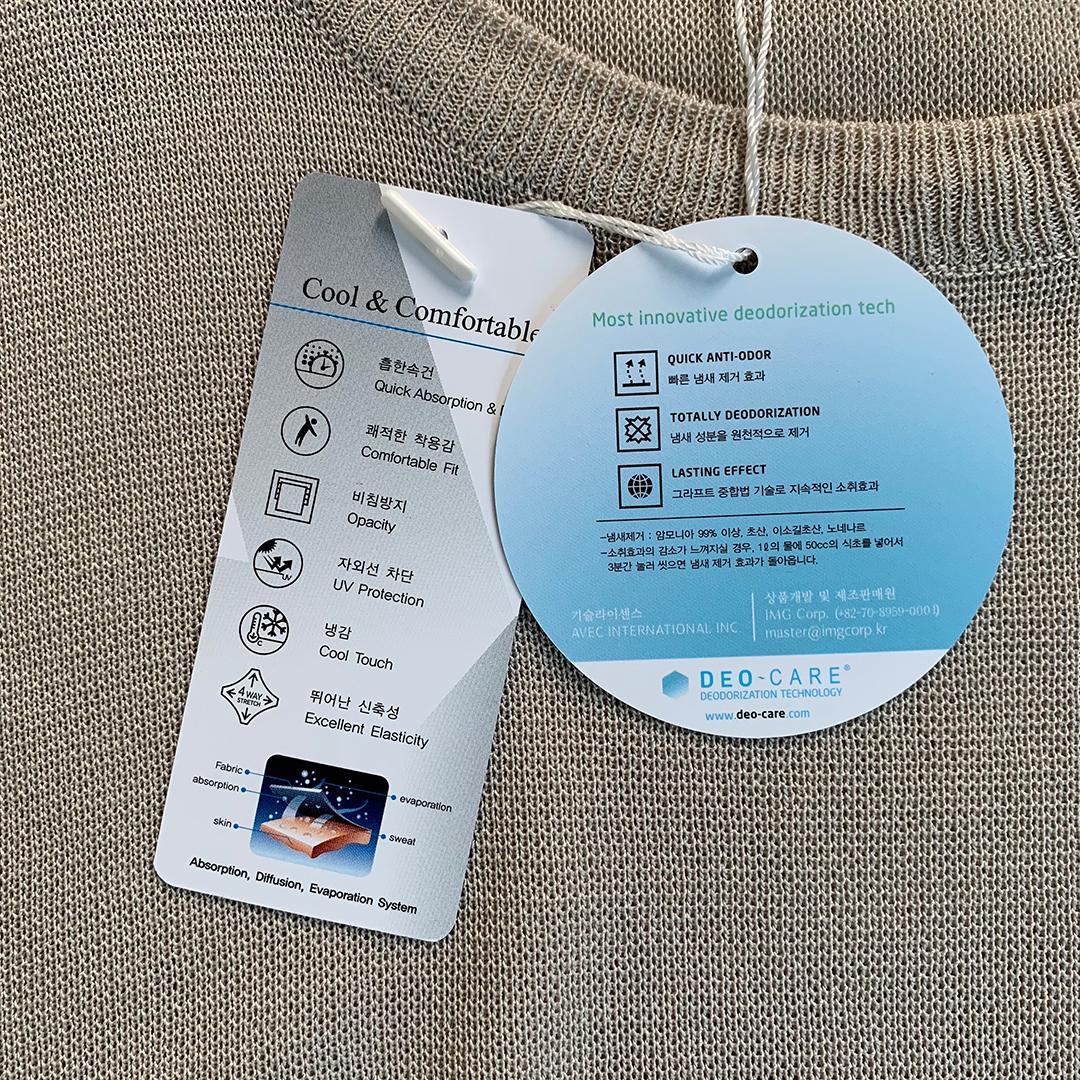 Cool & Comfortable
흡한속건
Quick Absorption &
쾌적한 착용감
Comfortable Fit
비침방지
Opacity
자외선 차단
UV Protection
UV
냉감
Cool Touch
°C
뛰어난 신축성
Excellent Elasticity
4 WAY
STRETCH
Fabric
absorption
evaporation
skin
sweat
Absorption, Diffusion, Evaporation System
Most innovative deodorization tech
QUICK ANTI-ODOR
빠른 냄새 제거 효과
TOTALLY DEODORIZATION
냄새 성분을 원천적으로 제거
LASTING EFFECT
그라프트 중합법 기술로 지속적인 소취효과
-냄새제거 : 암모니아 99% 이상, 초산, 이소길초산, 노네나르
-소취효과의 감소가 느껴지실 경우, 1ℓ의 물에 50cc의 식초를 넣어서
3분간 눌러 씻으면 냄새 제거 효과가 돌아옵니다.
기술라이센스
AVEC INTERNATIONAL INC.
상품개발 및 제조판매원
IMG Corp. (+82-70-8959-0001)
master@imgcorp.kr
DEO~CARE®
DEODORIZATION TECHNOLOGY
www.deo-care.com